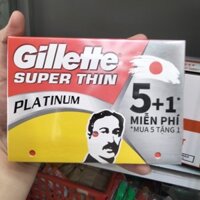 Gillette
SUPER THIN
PLATINUM
5+1
MIỄN PHÍ
*MUA 5 TẶNG 1